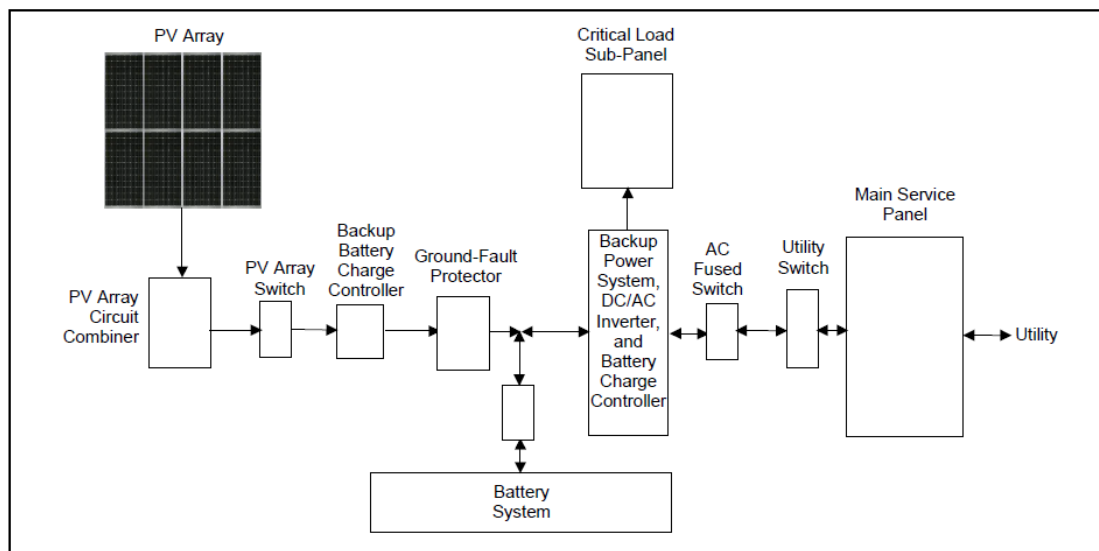 PV Array
Critical Load
Sub-Panel
Main Service
Panel
Backup
Battery
Charge
Controller
Ground-Fault
Protector
Backup
Power
System,
DC/AC
Inverter,
and
Battery
Charge
Controller
AC
Fused
Switch
Utility
Switch
PV Array
Switch
PV Array
Circuit
Combiner
Utility
Battery
System